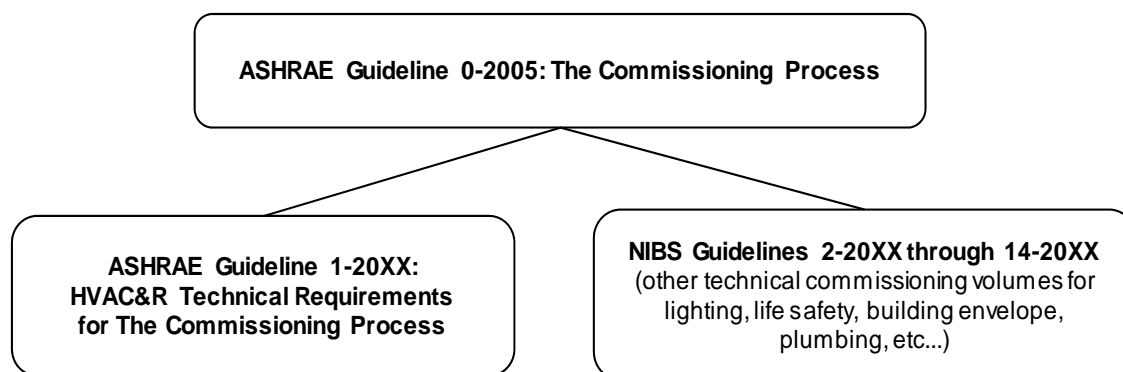 ASHRAE Guideline 0-2005: The Commissioning Process
ASHRAE Guideline 1-20XX:
HVAC&R Technical Requirements
for The Commissioning Process
NIBS Guidelines 2-20XX through 14-20XX
(other technical commissioning volumes for
lighting, life safety, building envelope,
plumbing, etc...)